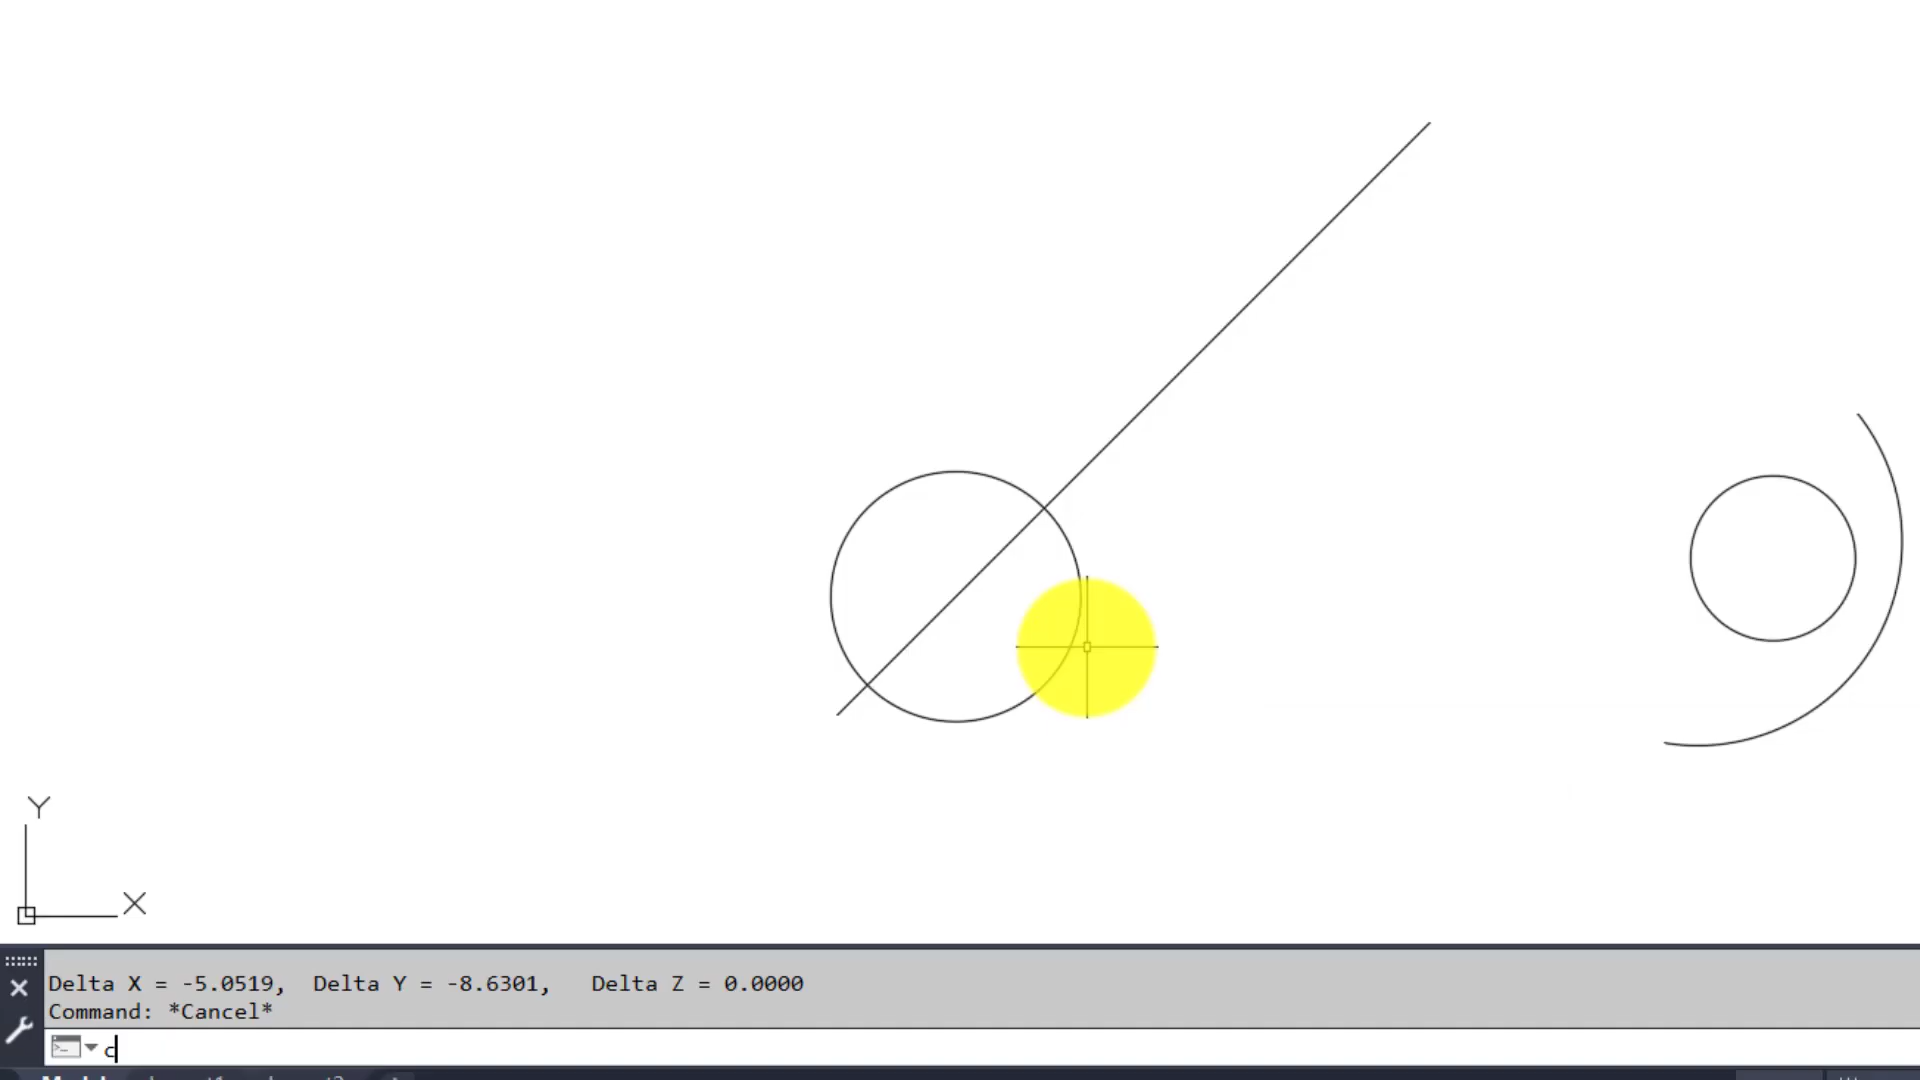 Y
X
Delta X = -5.0519,  Delta Y = -8.6301,   Delta Z = 0.0000
Command: *Cancel*
c